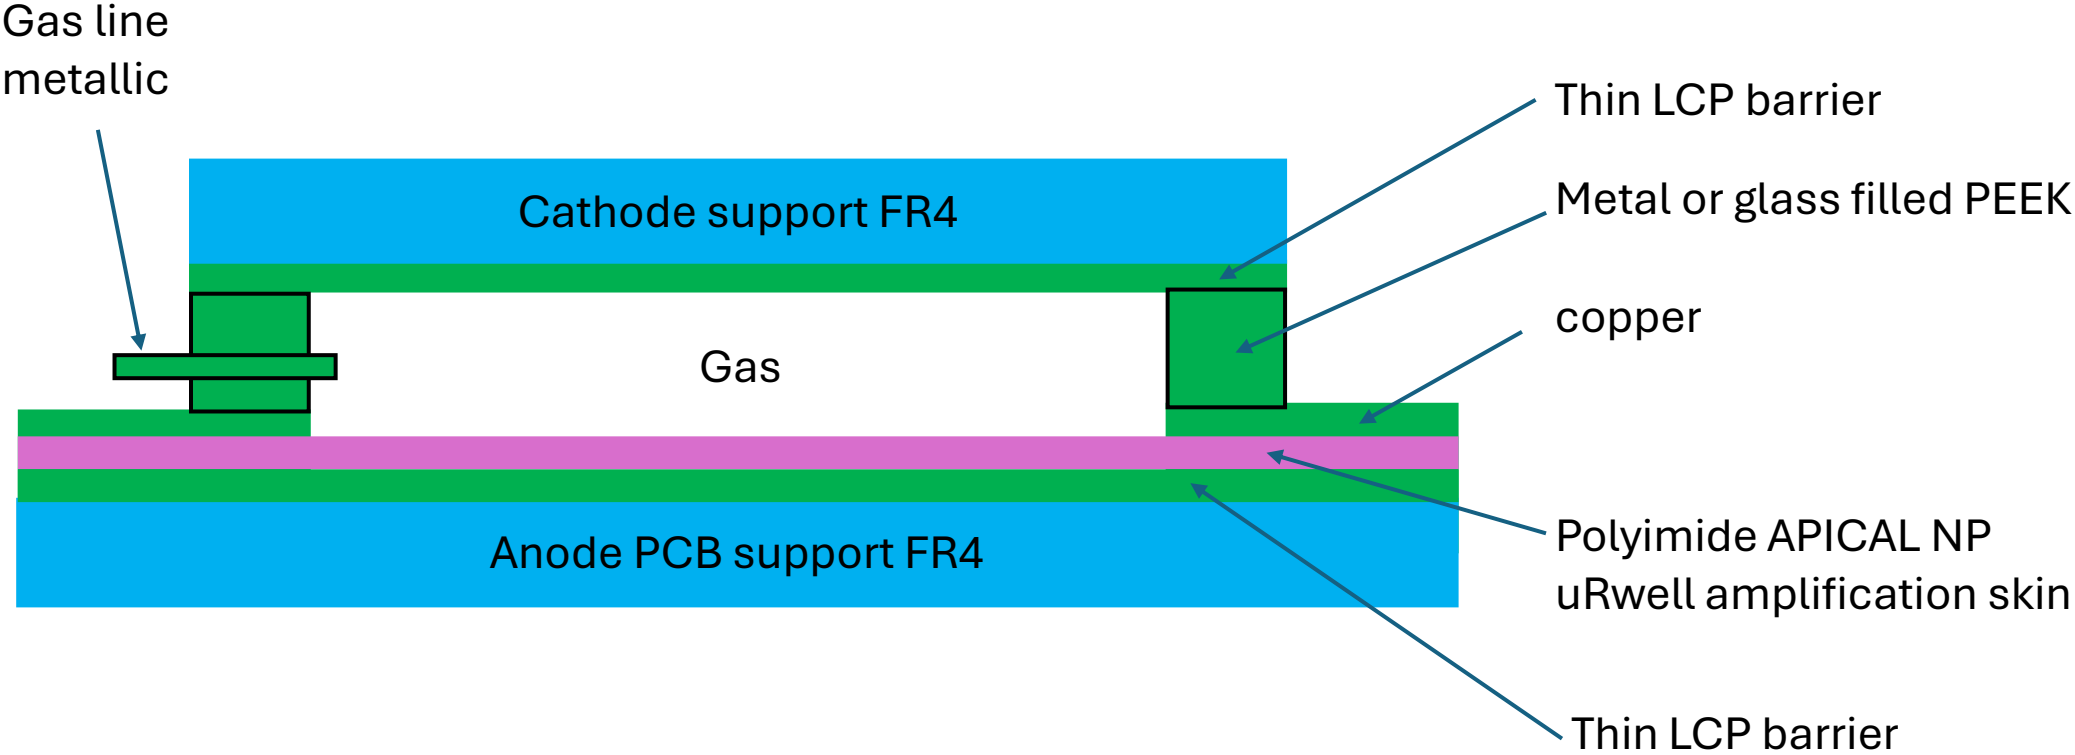 Gas line
metallic
Thin LCP barrier
Cathode support FR4
Metal or glass filled PEEK
copper
Gas
Anode PCB support FR4
Polyimide APICAL NP
uRwell amplification skin
Thin LCP barrier